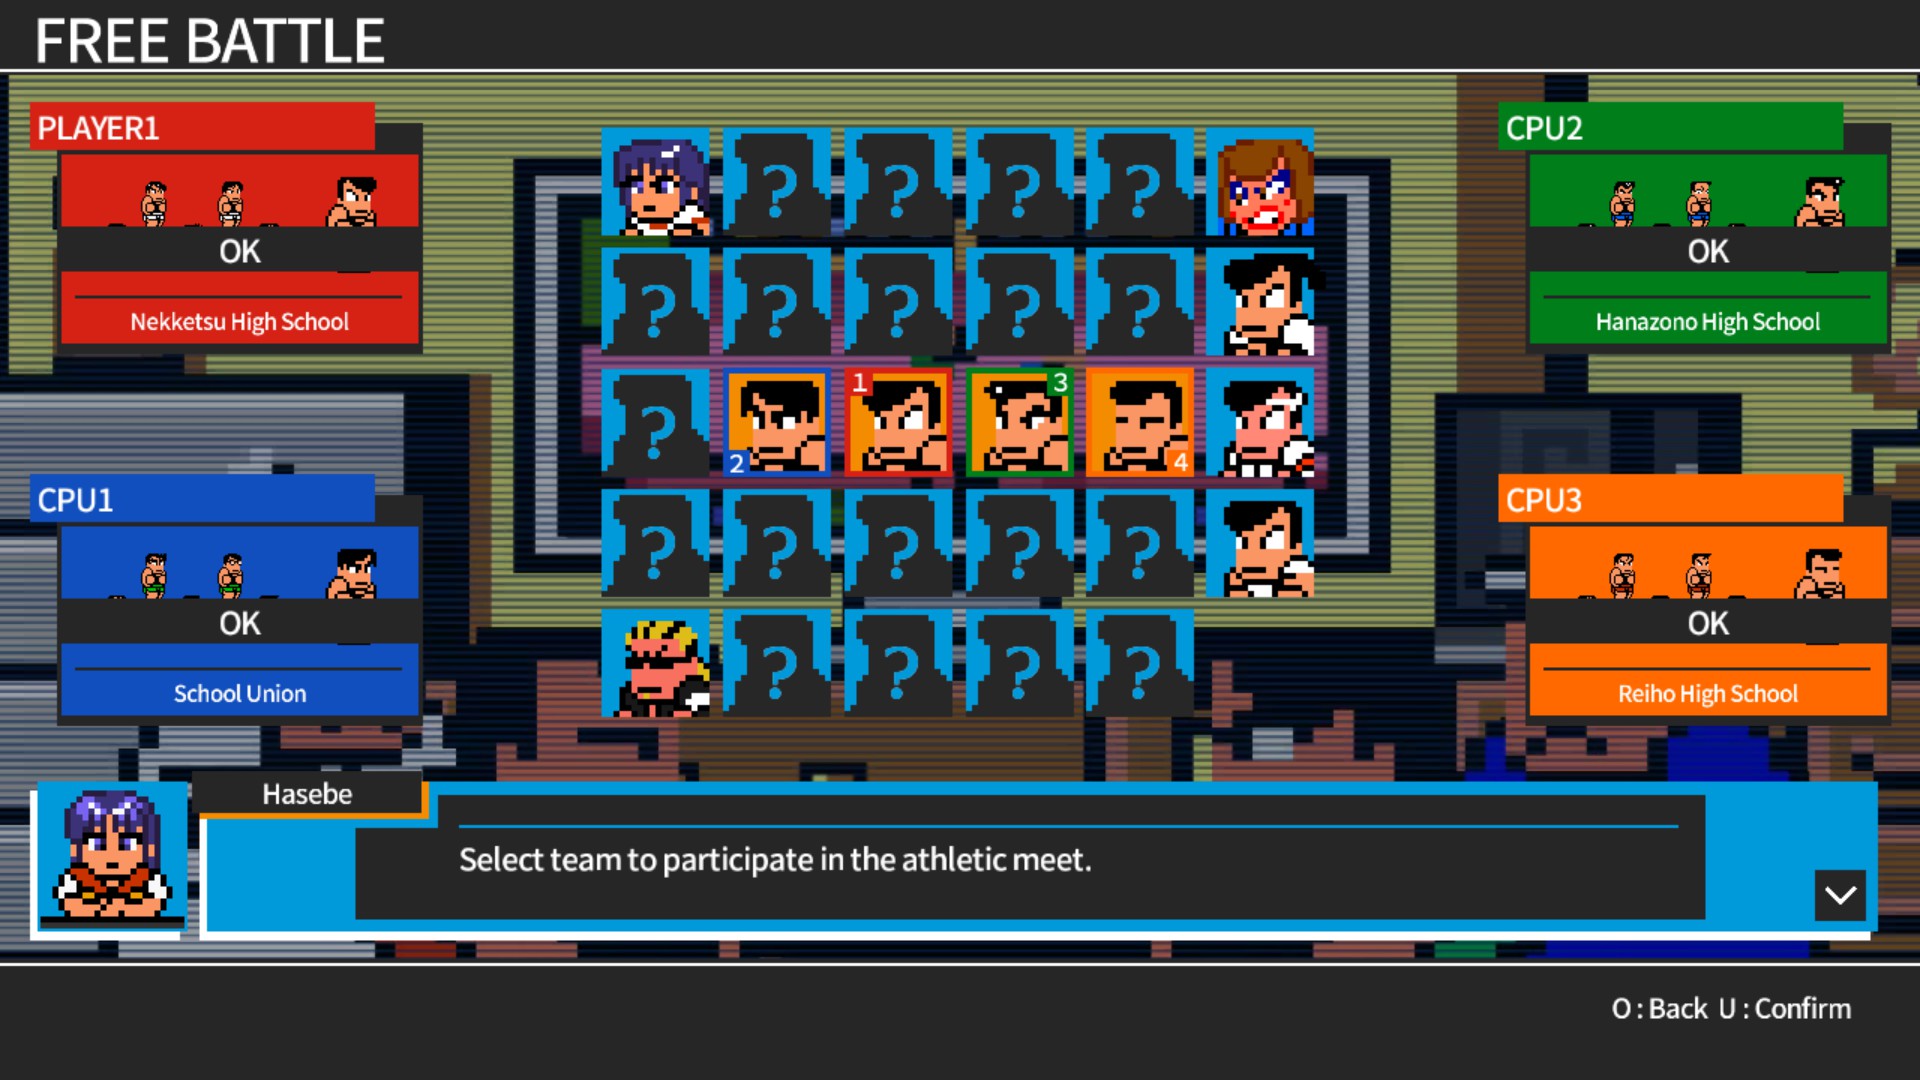 FREE BATTLE
PLAYER1
OK
Nekketsu High School
CPU2
OK
Hanazono High School
? ? ? ?
? ? ? ? ?
? 2 1 3 4
? ? ? ? ?
? ? ? ?
CPU1
OK
School Union
CPU3
OK
Reiho High School
Hasebe
Select team to participate in the athletic meet.
O : Back U : Confirm